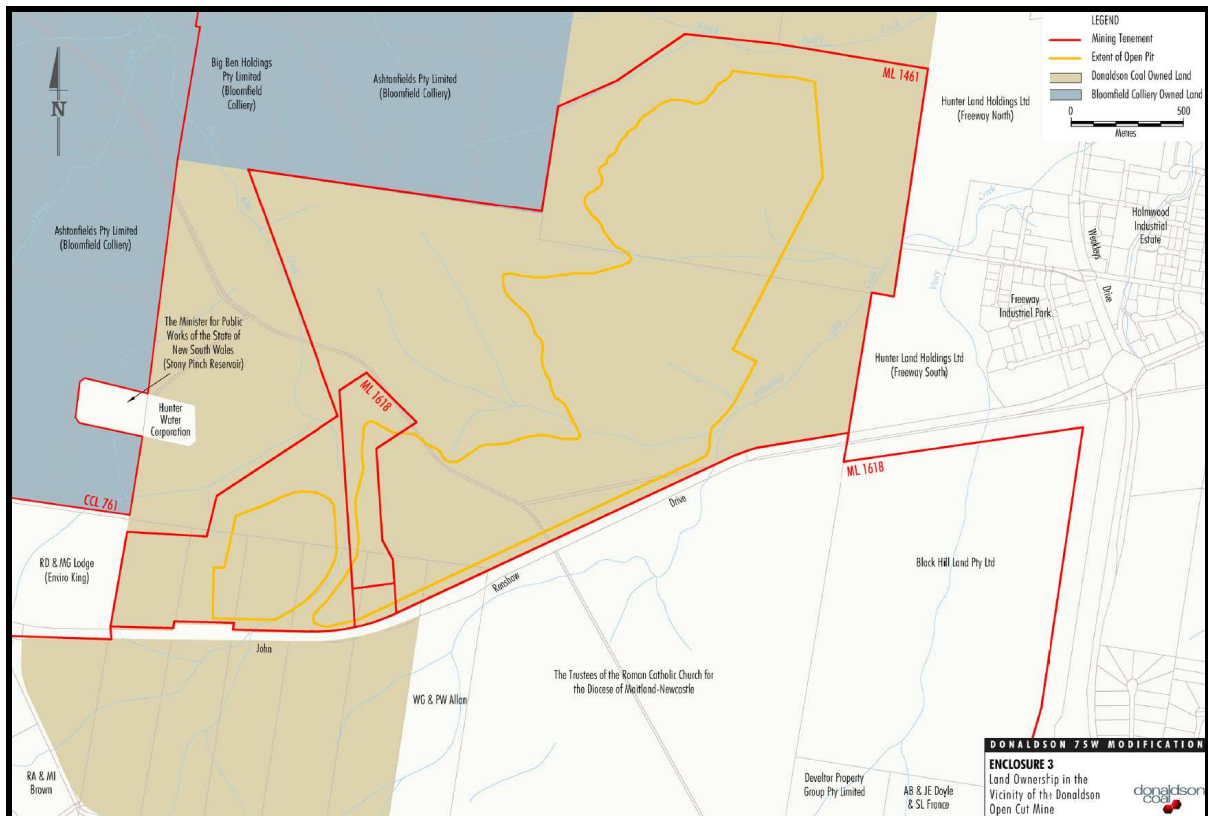 LEGEND
Mining Tenement
Extent of Open Pit
Donaldson Coal Owned Land
Bloomfield Colliery Owned Land
0 500
Metres
N
Big Ben Holdings
Pty Limited
(Bloomfield
Colliery)
Ashtonfields Pty Limited
(Bloomfield Colliery)
ML 1461
Hunter Land Holdings Ltd
(Freeway North)
Creek
Holmwood
Industrial
Estate
Weakleys
Drive
Ashtonfields Pty Limited
(Bloomfield Colliery)
Viney
Freeway
Industrial Park
The Minister for Public
Works of the State of
New South Wales
(Stony Pinch Reservoir)
Hunter Land Holdings Ltd
(Freeway South)
ML 1618
Hunter
Water
Corporation
ML 1618
CCL 761
Drive
RD & MG Lodge
(Enviro King)
Black Hill Land Pty Ltd
Renshaw
John
The Trustees of the Roman Catholic Church for
the Diocese of Maitland-Newcastle
WG & PW Allan
RA & MI
Brown
Develtor Property
Group Pty Limited
AB & JE Doyle
& SL France
DONALDSON 75W MODIFICATION
ENCLOSURE 3
Land Ownership in the
Vicinity of the Donaldson
Open Cut Mine
donaldson
coal